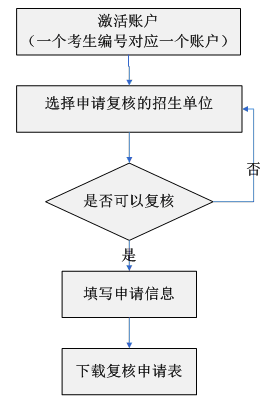 激活账户
（一个考生编号对应一个账户）
选择申请复核的招生单位
是否可以复核
否
是
填写申请信息
下载复核申请表